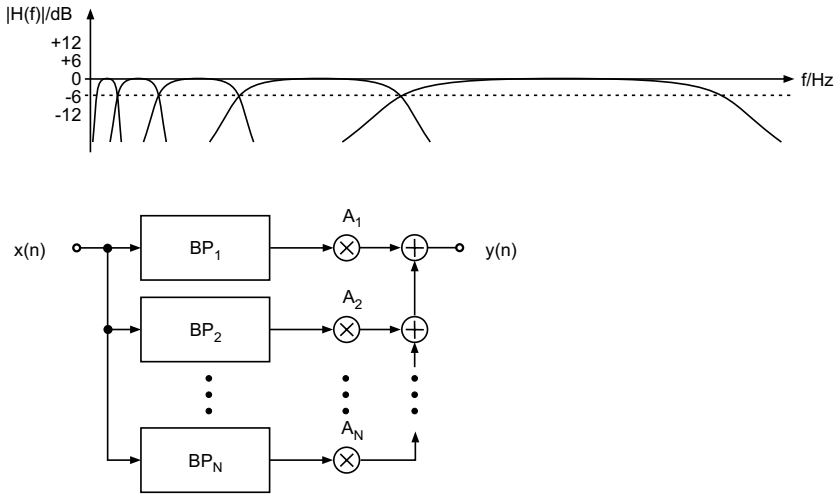 |H(f)|/dB
+12
+6
0
-6
-12
f/Hz
x(n)
BP1
A1
y(n)
BP2
A2
BPN
AN